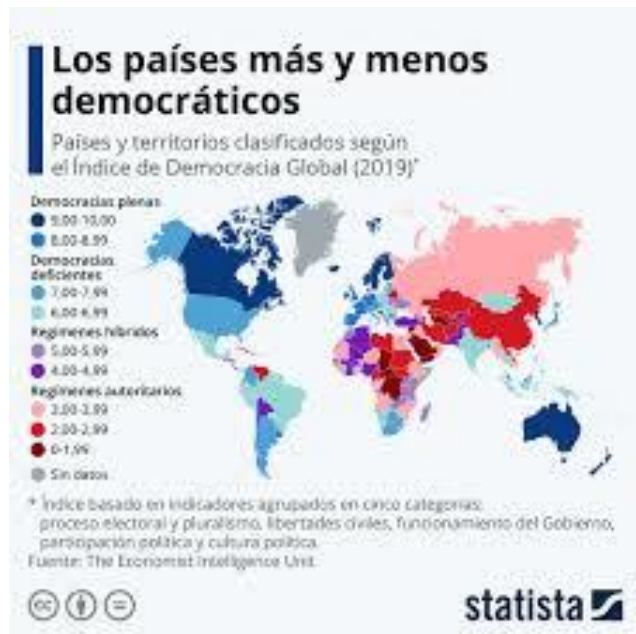 Los países más y menos
democráticos
Países y territorios clasificados según
el Índice de Democracia Global (2019)*
Democracias plenas
9,00-10,00
8,00-8,99
Democracias
deficientes
7,00-7,99
6,00-6,99
Regímenes híbridos
5,00-5,99
4,00-4,99
Regímenes autoritarios
3,00-3,99
2,00-2,99
0-1,99
Sin datos
* Índice basado en indicadores agrupados en cinco categorías:
proceso electoral y pluralismo, libertades civiles, funcionamiento del Gobierno,
participación política y cultura política.
Fuente: The Economist Intelligence Unit
cc
statista